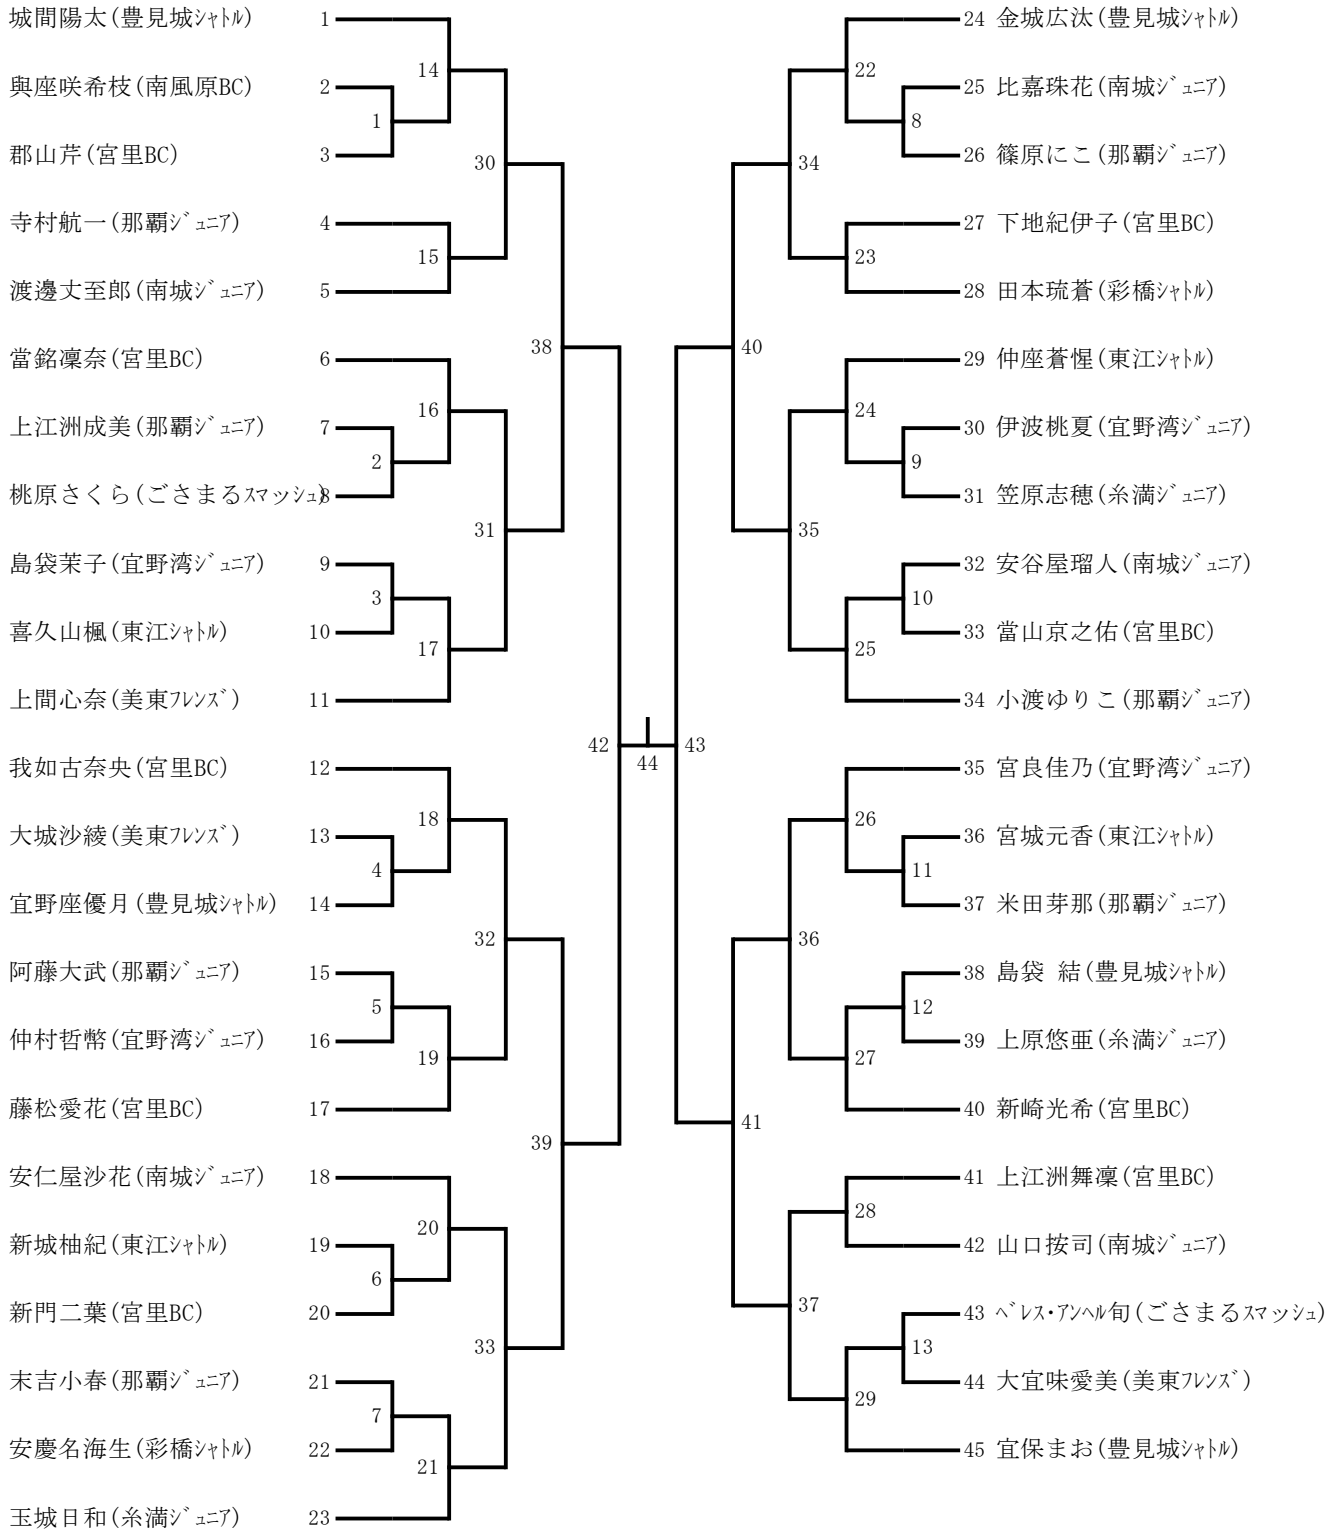 城間陽太(豊見城ｼｬﾄﾙ) 1
與座咲希枝(南風原BC) 2
郡山芹(宮里BC) 3
寺村航一(那覇ｼﾞｭﾆｱ) 4
渡邊丈至郎(南城ｼﾞｭﾆｱ) 5
當銘凜奈(宮里BC) 6
上江洲成美(那覇ｼﾞｭﾆｱ) 7
桃原さくら(ごさまるｽﾏｯｼｭ) 8
島袋茉子(宜野湾ｼﾞｭﾆｱ) 9
喜久山楓(東江ｼｬﾄﾙ) 10
上間心奈(美東ﾌﾚﾝｽﾞ) 11
我如古奈央(宮里BC) 12
大城沙綾(美東ﾌﾚﾝｽﾞ) 13
宜野座優月(豊見城ｼｬﾄﾙ) 14
阿藤大武(那覇ｼﾞｭﾆｱ) 15
仲村哲幣(宜野湾ｼﾞｭﾆｱ) 16
藤松愛花(宮里BC) 17
安仁屋沙花(南城ｼﾞｭﾆｱ) 18
新城柚紀(東江ｼｬﾄﾙ) 19
新門二葉(宮里BC) 20
末吉小春(那覇ｼﾞｭﾆｱ) 21
安慶名海生(彩橋ｼｬﾄﾙ) 22
玉城日和(糸満ｼﾞｭﾆｱ) 23
1
2
3
4
5
6
7
14
15
16
17
18
19
20
21
30
31
32
33
38
39
42
44
43
40
41
34
35
36
37
22
23
24
25
26
27
28
29
8
9
10
11
12
13
24 金城広汰(豊見城ｼｬﾄﾙ)
25 比嘉珠花(南城ｼﾞｭﾆｱ)
26 篠原にこ(那覇ｼﾞｭﾆｱ)
27 下地紀伊子(宮里BC)
28 田本琉蒼(彩橋ｼｬﾄﾙ)
29 仲座蒼惺(東江ｼｬﾄﾙ)
30 伊波桃夏(宜野湾ｼﾞｭﾆｱ)
31 笠原志穂(糸満ｼﾞｭﾆｱ)
32 安谷屋瑠人(南城ｼﾞｭﾆｱ)
33 當山京之佑(宮里BC)
34 小渡ゆりこ(那覇ｼﾞｭﾆｱ)
35 宮良佳乃(宜野湾ｼﾞｭﾆｱ)
36 宮城元香(東江ｼｬﾄﾙ)
37 米田芽那(那覇ｼﾞｭﾆｱ)
38 島袋 結(豊見城ｼｬﾄﾙ)
39 上原悠亜(糸満ｼﾞｭﾆｱ)
40 新崎光希(宮里BC)
41 上江洲舞凜(宮里BC)
42 山口按司(南城ｼﾞｭﾆｱ)
43 ﾍﾞﾚｽ･ｱﾝﾍﾙ旬(ごさまるｽﾏｯｼｭ)
44 大宜味愛美(美東ﾌﾚﾝｽﾞ)
45 宜保まお(豊見城ｼｬﾄﾙ)